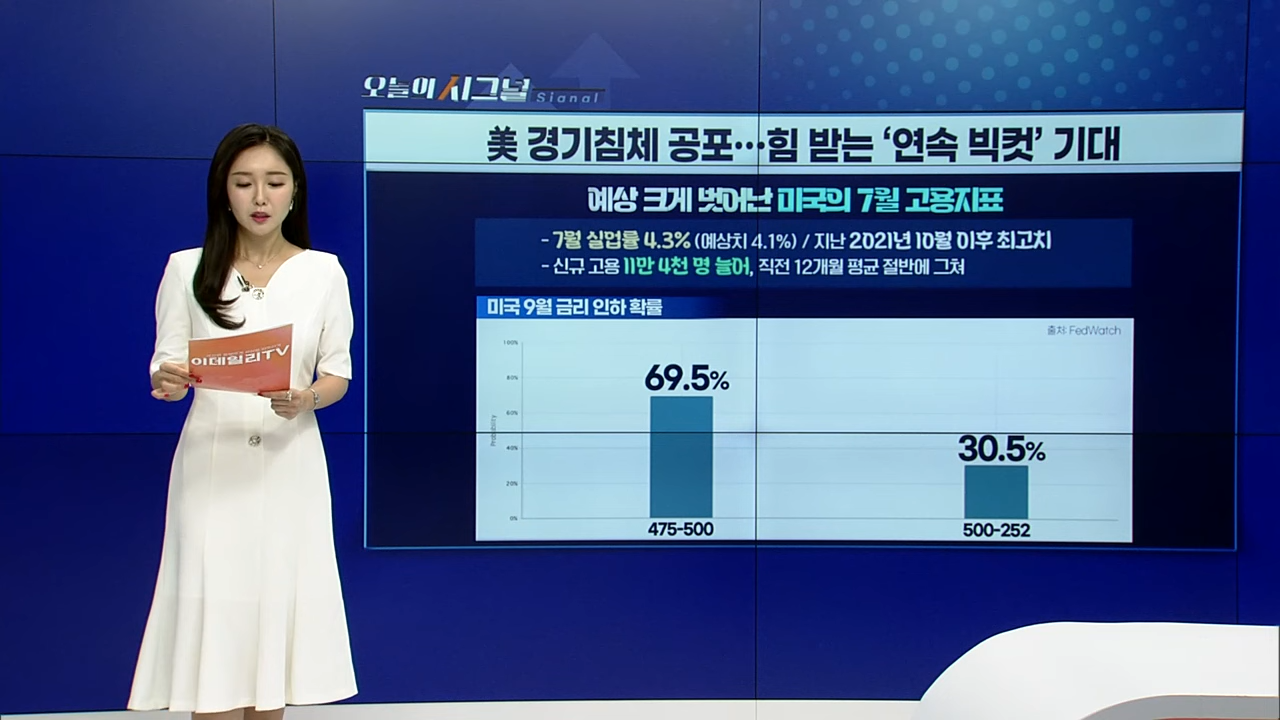 오늘의 시그널
Signal
美 경기침체 공포…힘 받는 ‘연속 빅컷’ 기대
예상 크게 벗어난 미국의 7월 고용지표
- 7월 실업률 4.3% (예상치 4.1%) / 지난 2021년 10월 이후 최고치
- 신규 고용 11만 4천 명 늘어, 직전 12개월 평균 절반에 그쳐
미국 9월 금리 인하 확률
출처: FedWatch
100%
80%
60%
40%
20%
0%
Probability
69.5%
30.5%
475-500
500-252
이데일리TV